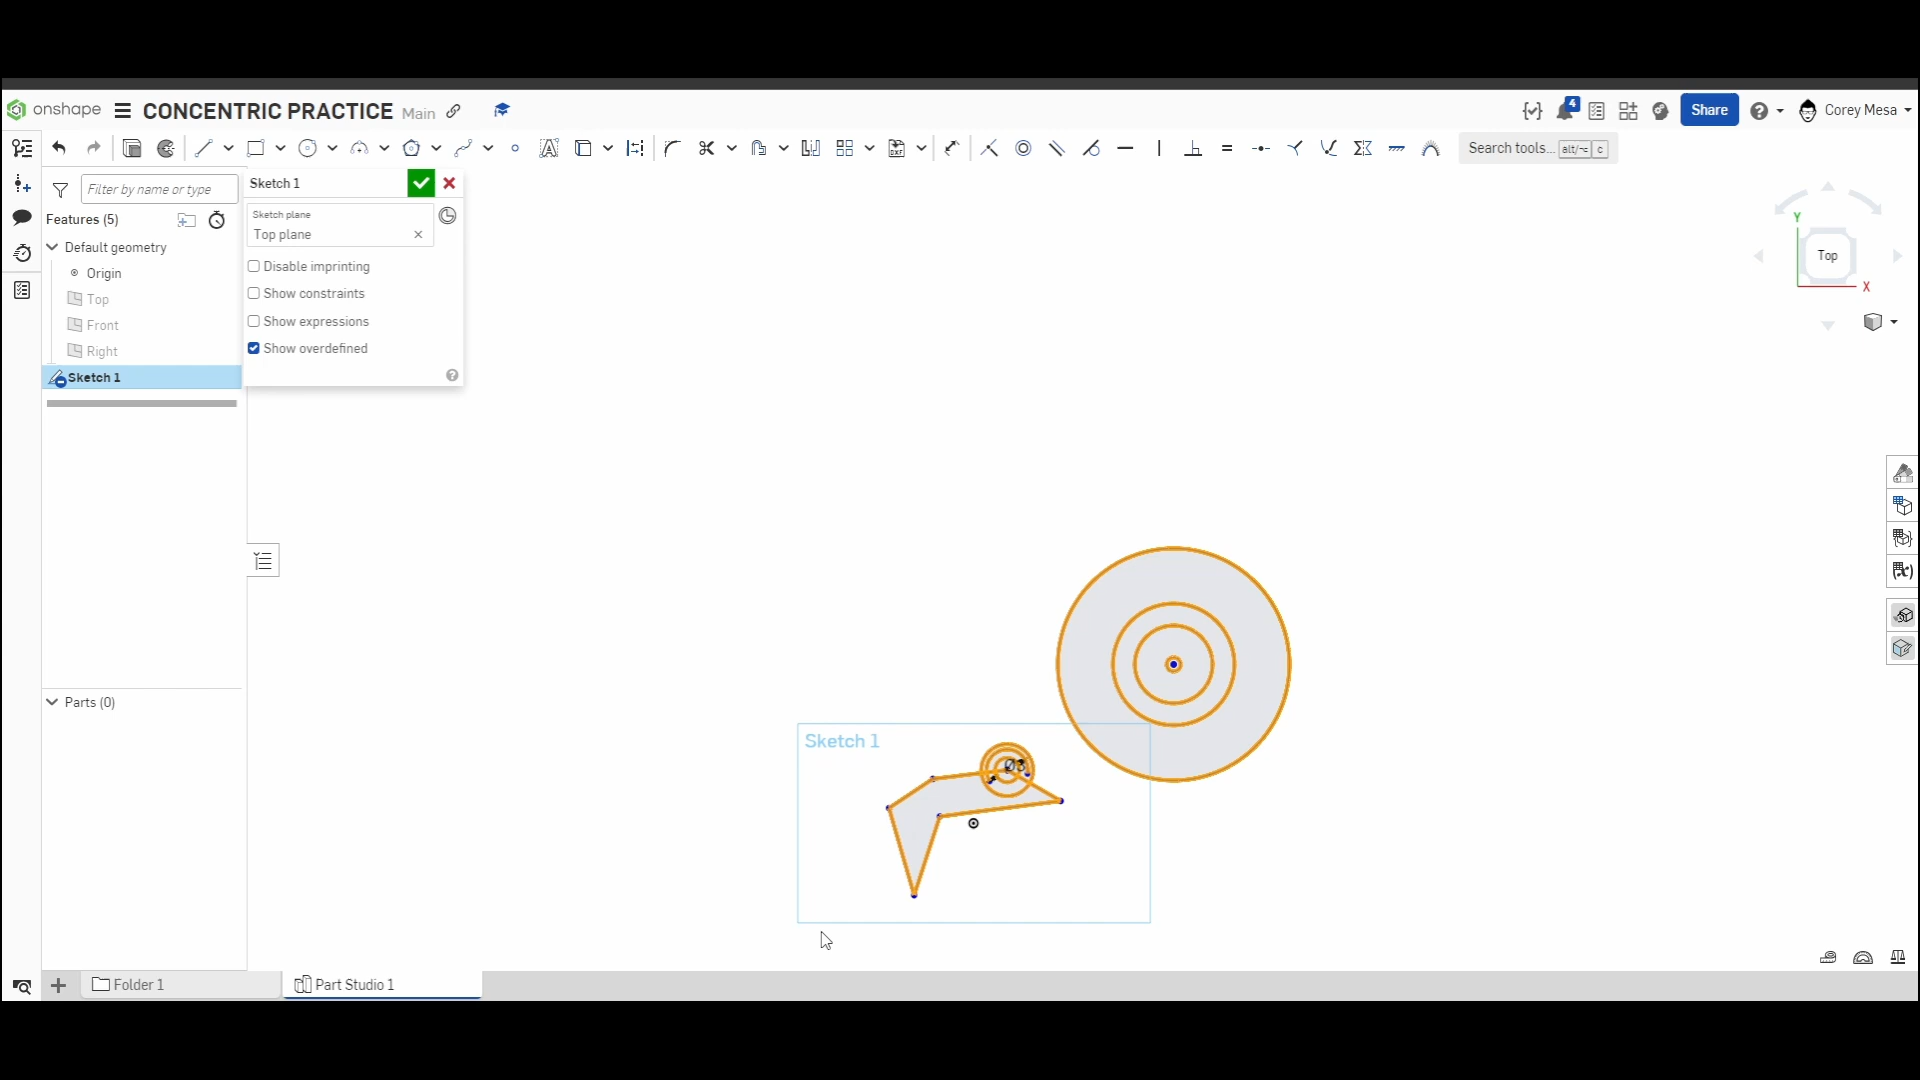 onshape CONCENTRIC PRACTICE Main
4 Share Corey Mesa
Search tools... alt/⌥ c
Filter by name or type
Features (5)
Default geometry
Origin
Top
Front
Right
Sketch 1
Sketch 1
Sketch plane
Top plane
Disable imprinting
Show constraints
Show expressions
Show overdefined
Y
Top
X
Sketch 1
Parts (0)
Folder 1
Part Studio 1